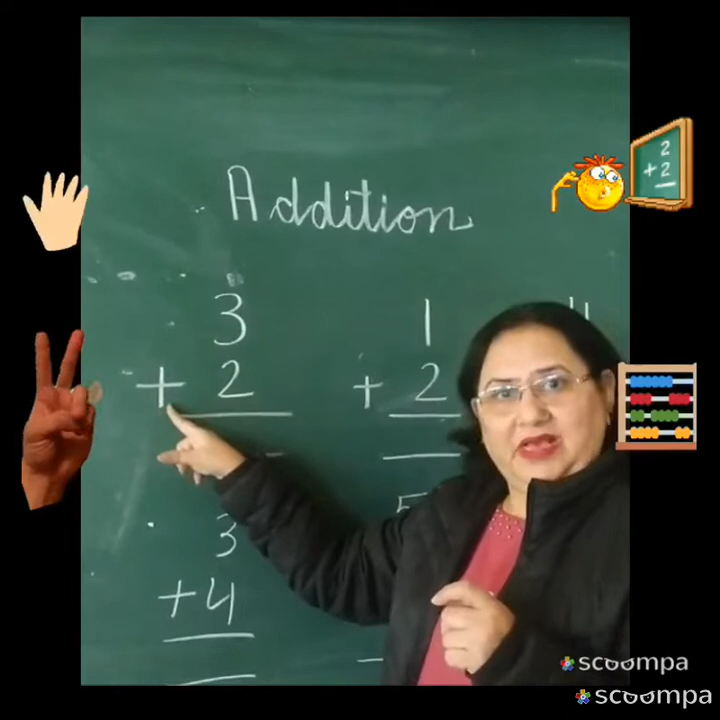 Addition
3
+ 2
1
+ 2
3
+ 4
2
+ 2
scoompa
scoompa